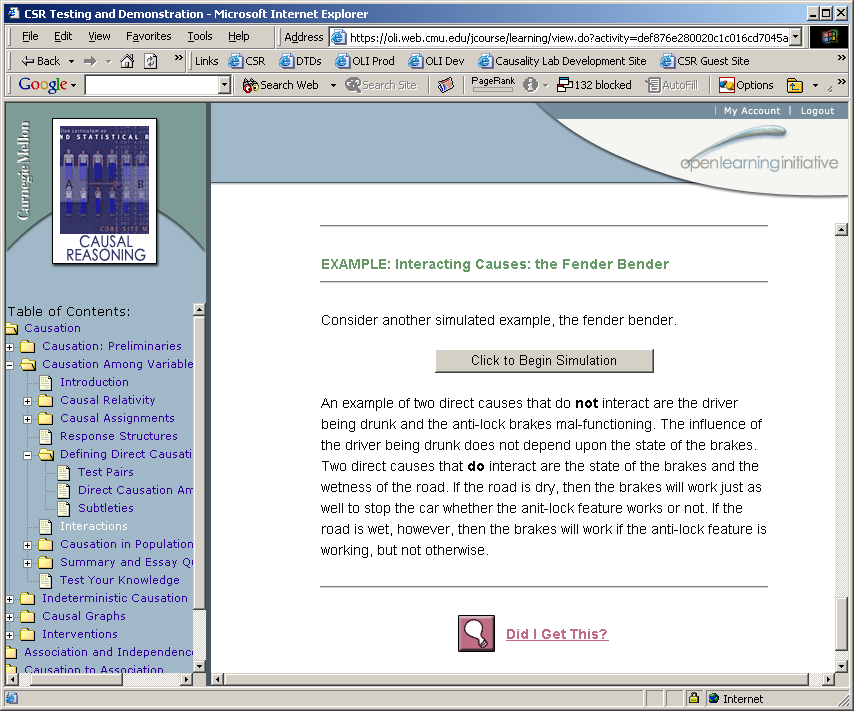 CSR Testing and Demonstration - Microsoft Internet Explorer
File Edit View Favorites Tools Help Address https://oli.web.cmu.edu/jcourse/learning/view.do?activity=def876e280020c1c016cd7045a
Back » Links CSR DTDs OLI Prod OLI Dev Causality Lab Development Site CSR Guest Site »
Google Search Web Search Site PageRank 132 blocked AutoFill Options »
My Account | Logout
Carnegie Mellon
ND STATISTICAL R
A B
CORE SITE M
CAUSAL
REASONING
openlearninginitiative
EXAMPLE: Interacting Causes: the Fender Bender
Consider another simulated example, the fender bender.
Click to Begin Simulation
An example of two direct causes that do not interact are the driver
being drunk and the anti-lock brakes mal-functioning. The influence of
the driver being drunk does not depend upon the state of the brakes.
Two direct causes that do interact are the state of the brakes and the
wetness of the road. If the road is dry, then the brakes will work just as
well to stop the car whether the anit-lock feature works or not. If the
road is wet, however, then the brakes will work if the anti-lock feature is
working, but not otherwise.
Did I Get This?
Table of Contents:
Causation
Causation: Preliminaries
Causation Among Variable
Introduction
Causal Relativity
Causal Assignments
Response Structures
Defining Direct Causati
Test Pairs
Direct Causation Am
Subtleties
Interactions
Causation in Population
Summary and Essay Qu
Test Your Knowledge
Indeterministic Causation
Causal Graphs
Interventions
Association and Independenc
Causation to Association
Internet